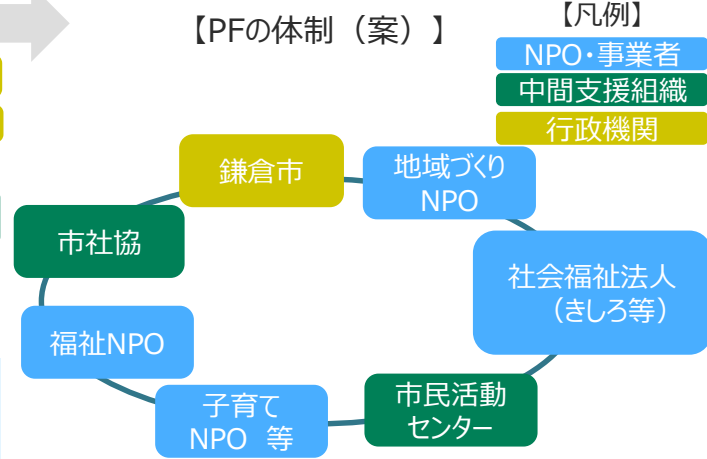 【PFの体制（案）】
【凡例】
NPO・事業者
中間支援組織
行政機関
鎌倉市
地域づくり
NPO
市社協
社会福祉法人
（きしろ等）
福祉NPO
子育て
NPO 等
市民活動
センター